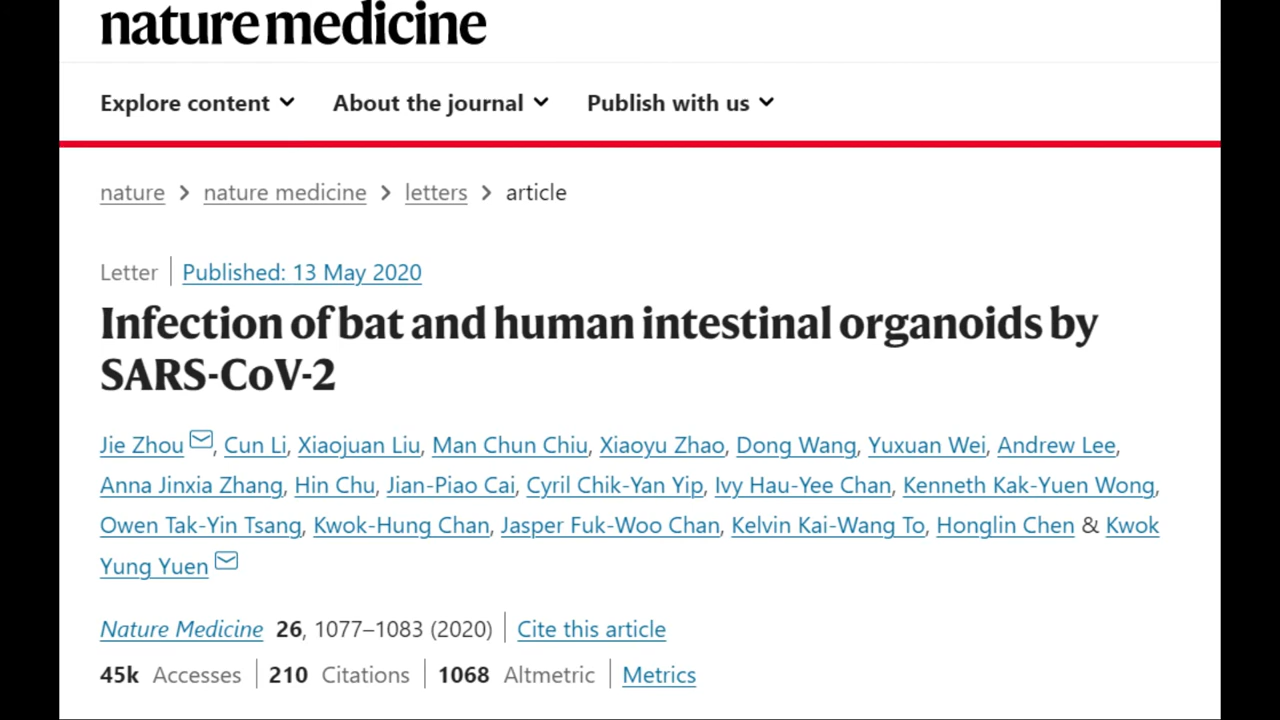 nature medicine
Explore content About the journal Publish with us
nature > nature medicine > letters > article
Letter | Published: 13 May 2020
Infection of bat and human intestinal organoids by
SARS-CoV-2
Jie Zhou, Cun Li, Xiaojuan Liu, Man Chun Chiu, Xiaoyu Zhao, Dong Wang, Yuxuan Wei, Andrew Lee,
Anna Jinxia Zhang, Hin Chu, Jian-Piao Cai, Cyril Chik-Yan Yip, Ivy Hau-Yee Chan, Kenneth Kak-Yuen Wong,
Owen Tak-Yin Tsang, Kwok-Hung Chan, Jasper Fuk-Woo Chan, Kelvin Kai-Wang To, Honglin Chen & Kwok
Yung Yuen
Nature Medicine 26, 1077–1083 (2020) | Cite this article
45k Accesses | 210 Citations | 1068 Altmetric | Metrics